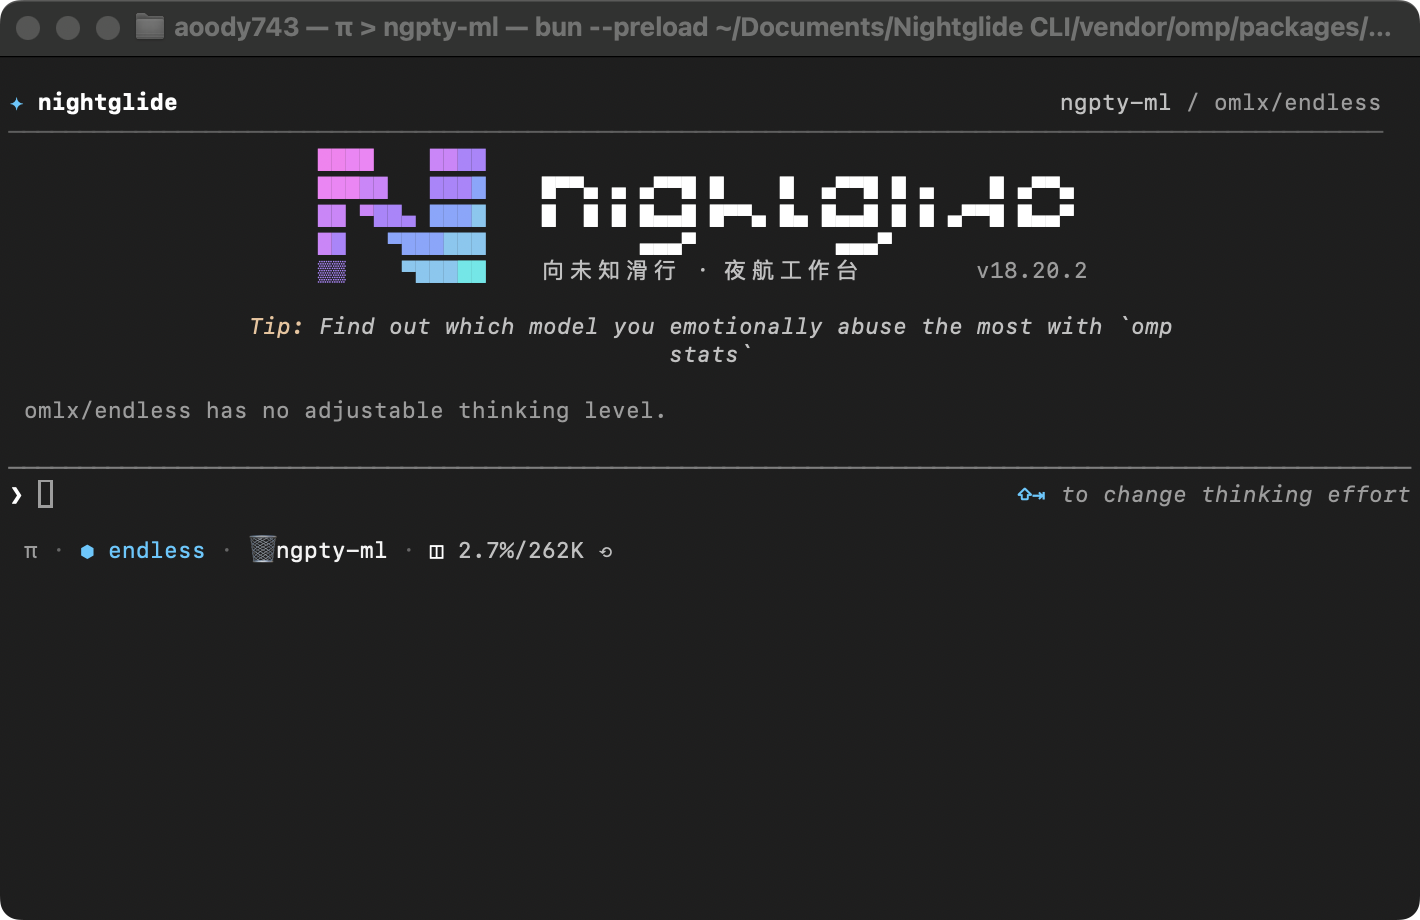 aoody743 — π > ngpty-ml — bun --preload ~/Documents/Nightglide CLI/vendor/omp/packages/...
✦ nightglide
ngpty-ml / omlx/endless
nightglide
向未知滑行 · 夜航工作台
v18.20.2
Tip: Find out which model you emotionally abuse the most with `omp
stats`
omlx/endless has no adjustable thinking level.
❯
⇧⇥ to change thinking effort
π · ⬢ endless · 🗑ngpty-ml · ◫ 2.7%/262K ⟲